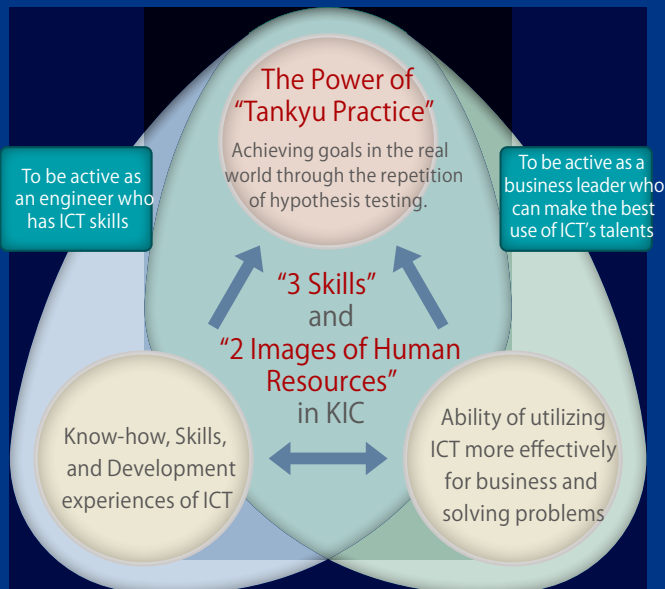 The Power of
“Tankyu Practice”
Achieving goals in the real
world through the repetition
of hypothesis testing.
To be active as
an engineer who
has ICT skills
To be active as a
business leader who
can make the best
use of ICT’s talents
“3 Skills”
and
“2 Images of Human
Resources”
in KIC
Know-how, Skills,
and Development
experiences of ICT
Ability of utilizing
ICT more effectively
for business and
solving problems